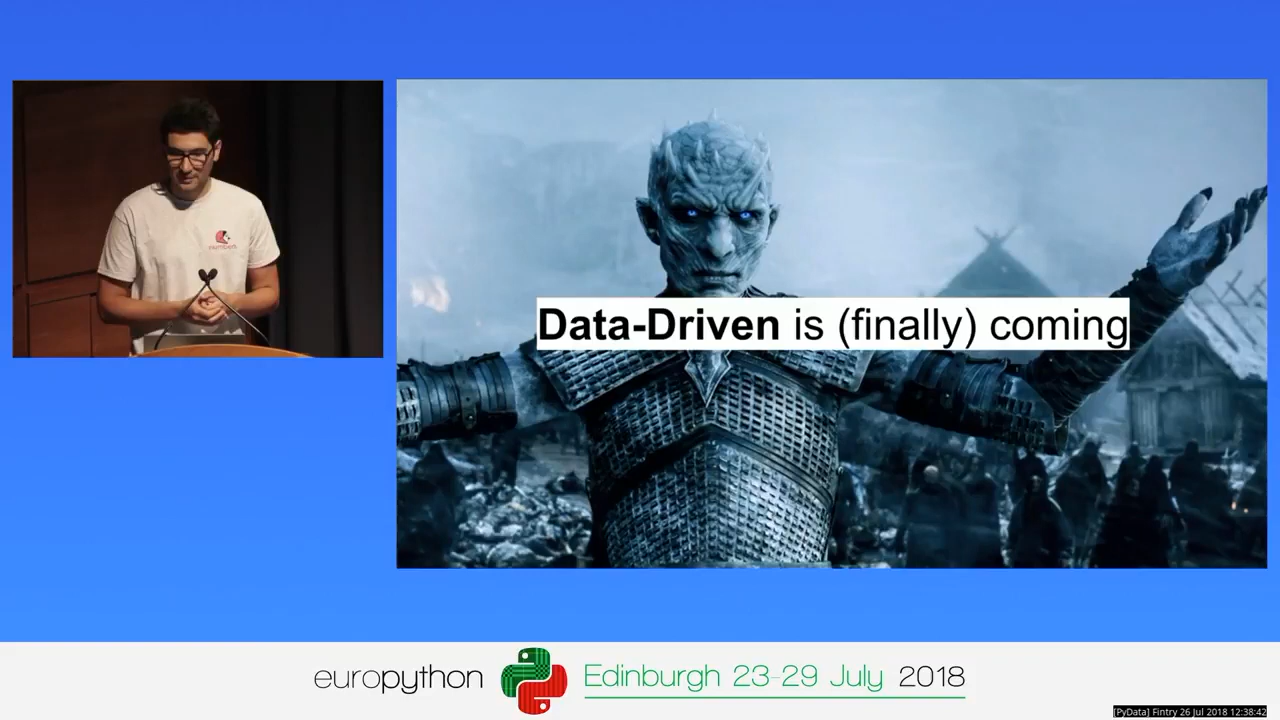 Data-Driven is (finally) coming
europython
Edinburgh 23-29 July 2018
[PyData] Fintry 26 Jul 2018 12:38:42